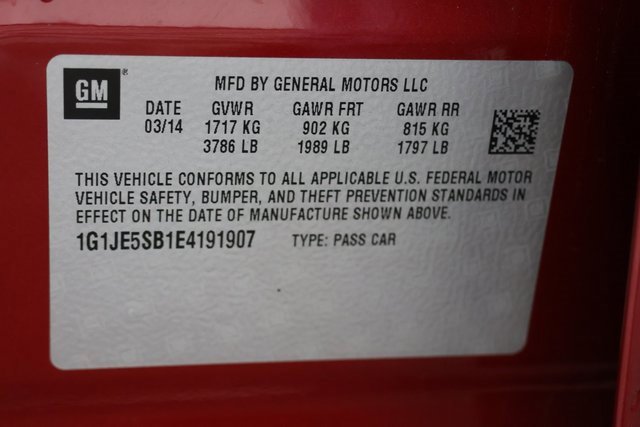 GM® MFD BY GENERAL MOTORS LLC
DATE GVWR GAWR FRT GAWR RR
03/14 1717 KG 902 KG 815 KG
3786 LB 1989 LB 1797 LB
THIS VEHICLE CONFORMS TO ALL APPLICABLE U.S. FEDERAL MOTOR
VEHICLE SAFETY, BUMPER, AND THEFT PREVENTION STANDARDS IN
EFFECT ON THE DATE OF MANUFACTURE SHOWN ABOVE.
1G1JE5SB1E4191907 TYPE: PASS CAR